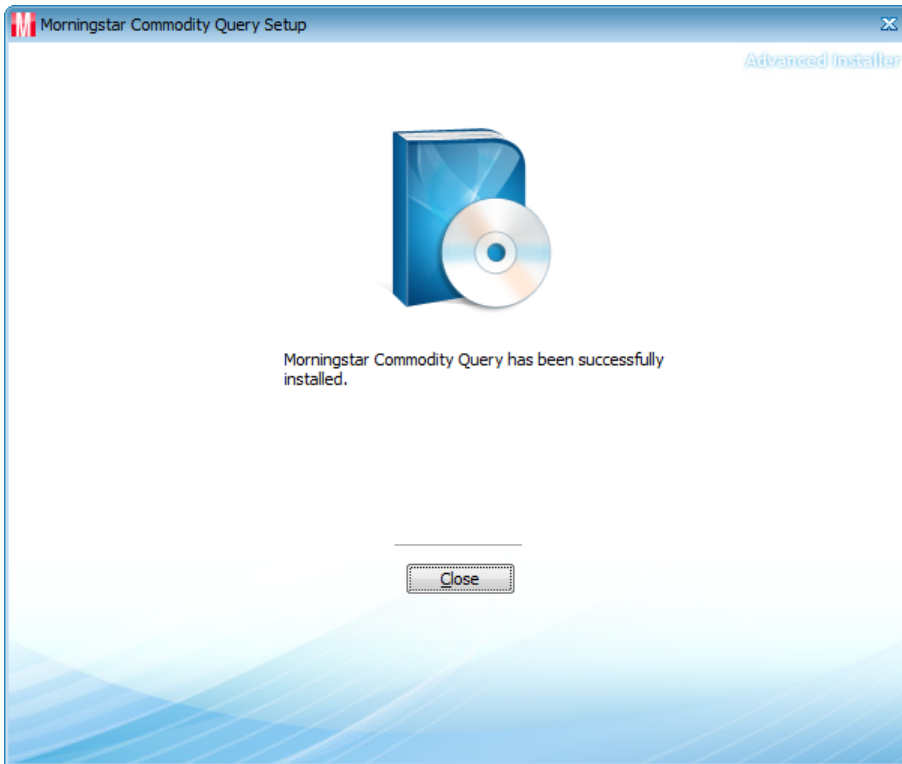 Morningstar Commodity Query Setup
Advanced Installer
Morningstar Commodity Query has been successfully
installed.
Close